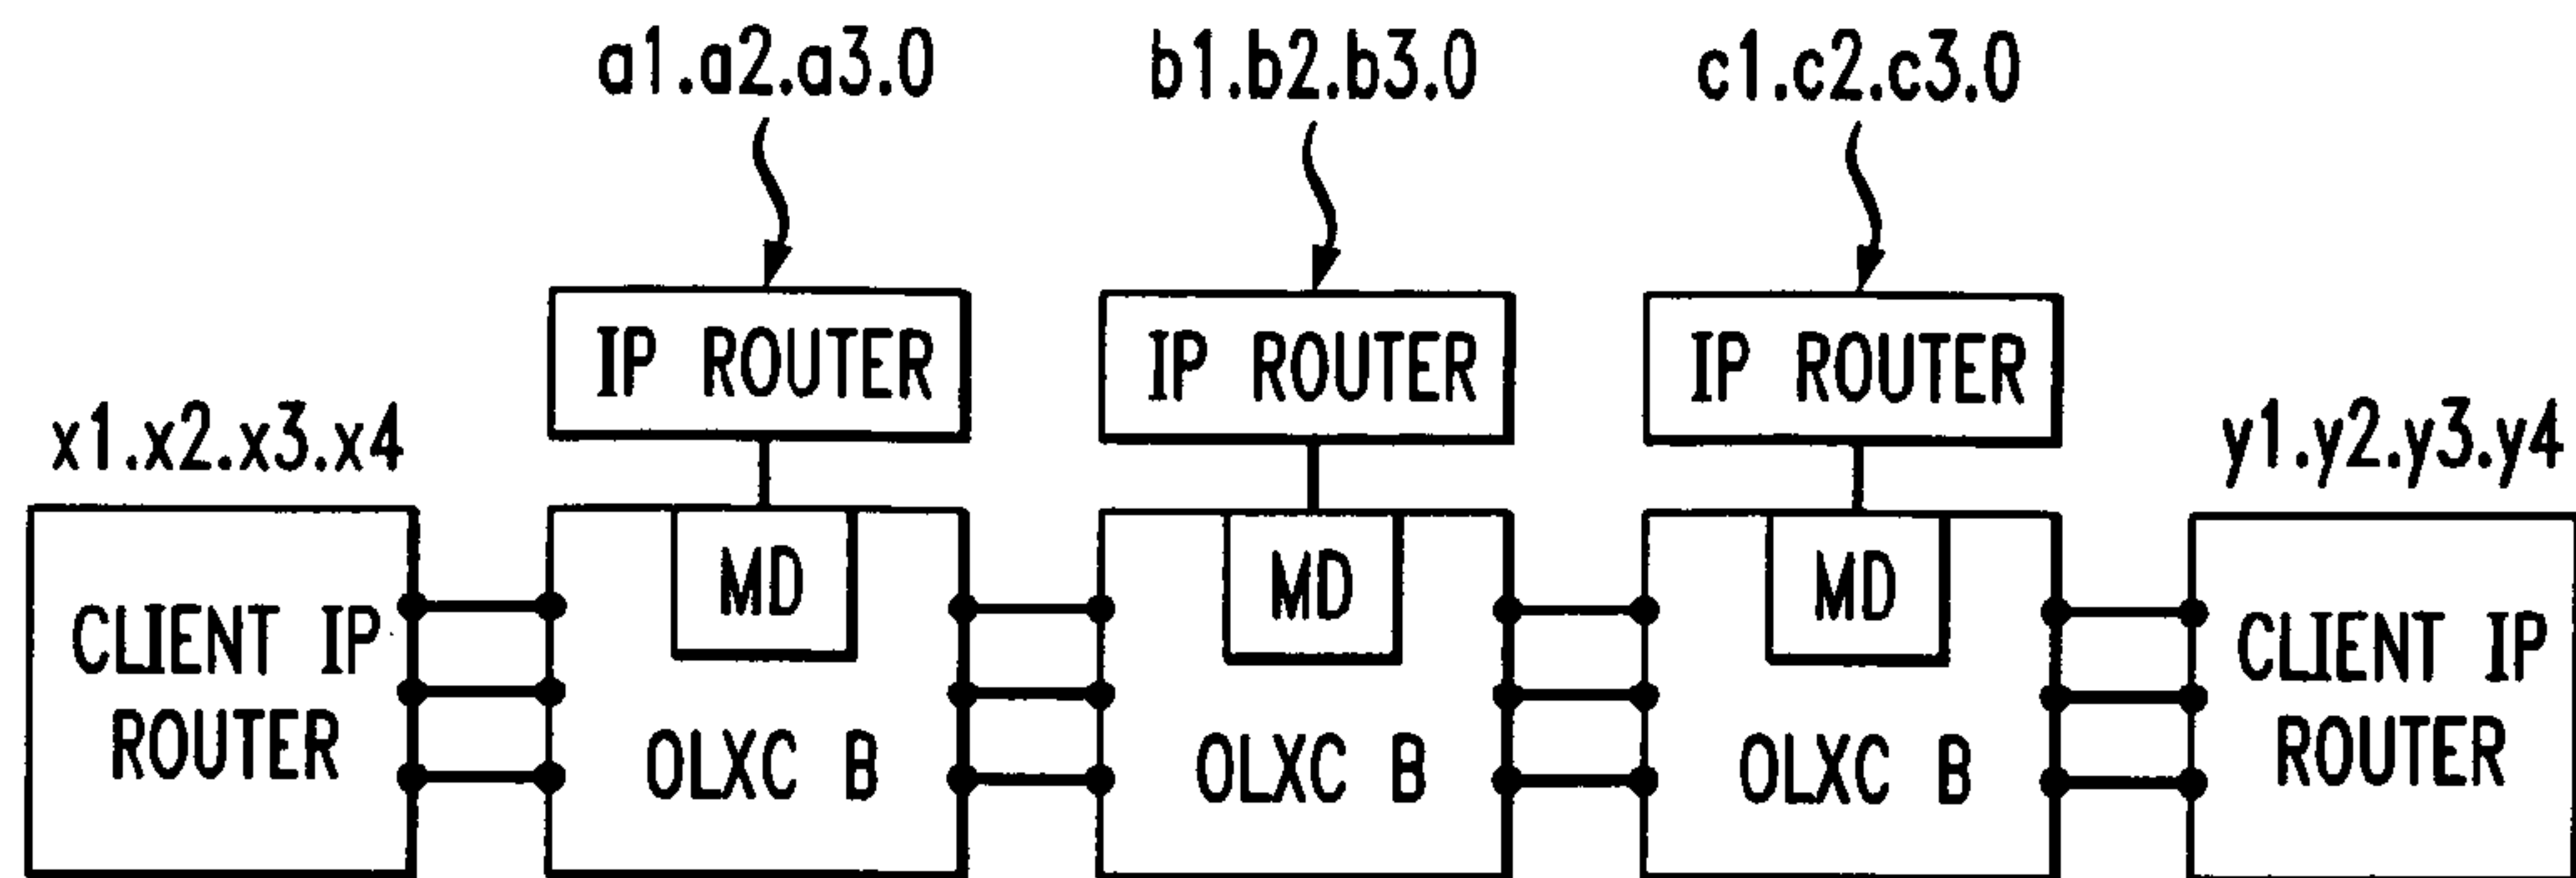 a1.a2.a3.0 b1.b2.b3.0 c1.c2.c3.0
IP ROUTER IP ROUTER IP ROUTER
x1.x2.x3.x4 y1.y2.y3.y4
MD MD MD
CLIENT IP CLIENT IP
ROUTER ROUTER
OLXC B OLXC B OLXC B